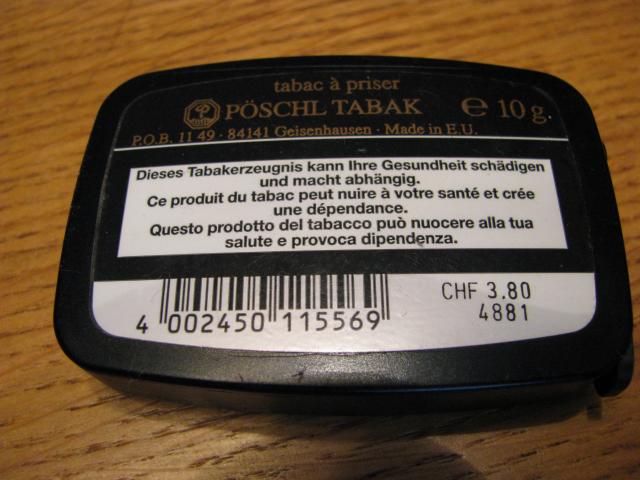 tabac à priser
PÖSCHL TABAK ℮ 10 g
P.O.B. 11 49 · 84141 Geisenhausen · Made in E.U.
Dieses Tabakerzeugnis kann Ihre Gesundheit schädigen
und macht abhängig.
Ce produit du tabac peut nuire à votre santé et crée
une dépendance.
Questo prodotto del tabacco può nuocere alla tua
salute e provoca dipendenza.
CHF 3.80
4881
4 002450 115569